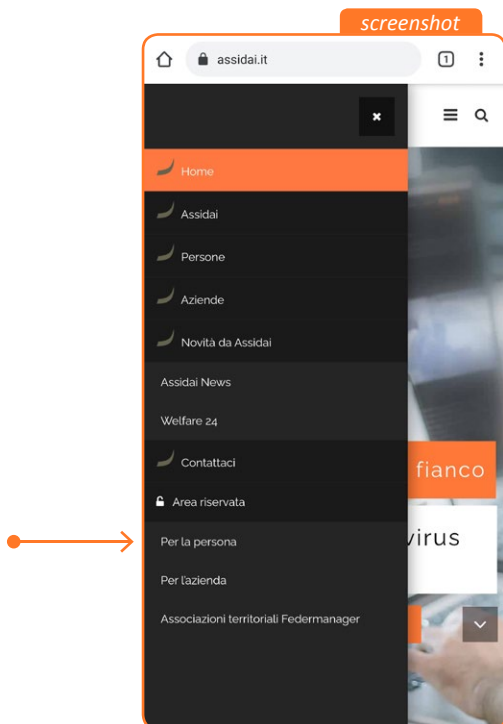 screenshot
assidai.it
1
Home
Assidai
Persone
Aziende
Novità da Assidai
Assidai News
Welfare 24
Contattaci
fianco
Area riservata
Per la persona
virus
Per l'azienda
Associazioni territoriali Federmanager